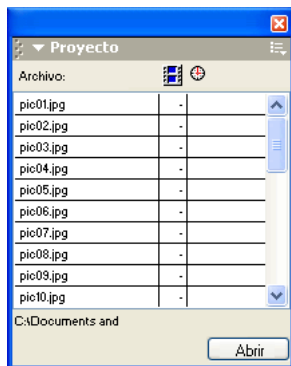 Proyecto
Archivo:
pic01.jpg -
pic02.jpg -
pic03.jpg -
pic04.jpg -
pic05.jpg -
pic06.jpg -
pic07.jpg -
pic08.jpg -
pic09.jpg -
pic10.jpg -
C:\Documents and
Abrir